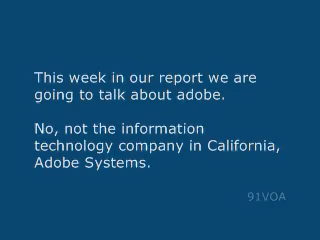 This week in our report we are
going to talk about adobe.
No, not the information
technology company in California,
Adobe Systems.
91VOA